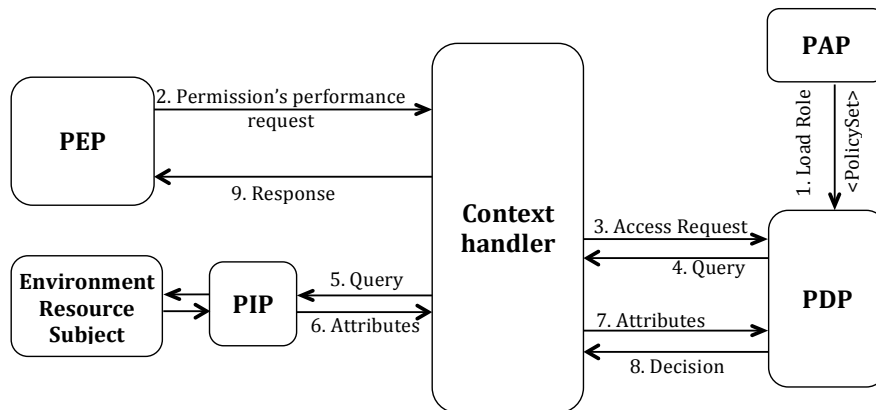 PAP
2. Permission's performance
request
PEP
1. Load Role
<PolicySet>
9. Response
Context
handler
3. Access Request
4. Query
Environment
Resource
Subject
PIP
5. Query
6. Attributes
7. Attributes
PDP
8. Decision